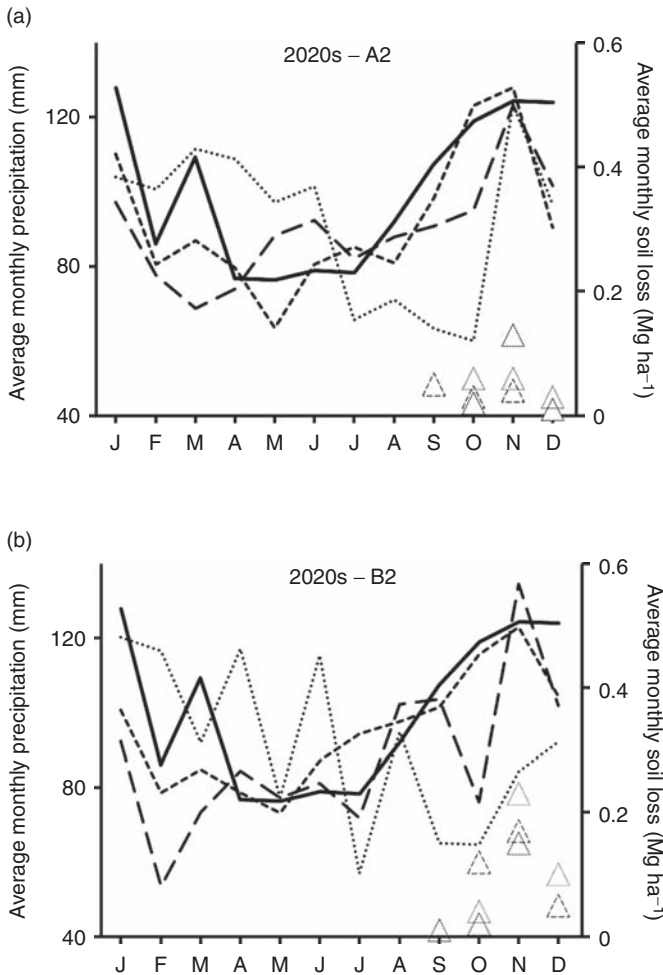 (a)
2020s – A2
Average monthly precipitation (mm)
120
80
40
0.6
0.4
0.2
0
Average monthly soil loss (Mg ha⁻¹)
J F M A M J J A S O N D
(b)
2020s – B2
Average monthly precipitation (mm)
120
80
40
0.6
0.4
0.2
0
Average monthly soil loss (Mg ha⁻¹)
J F M A M J J A S O N D